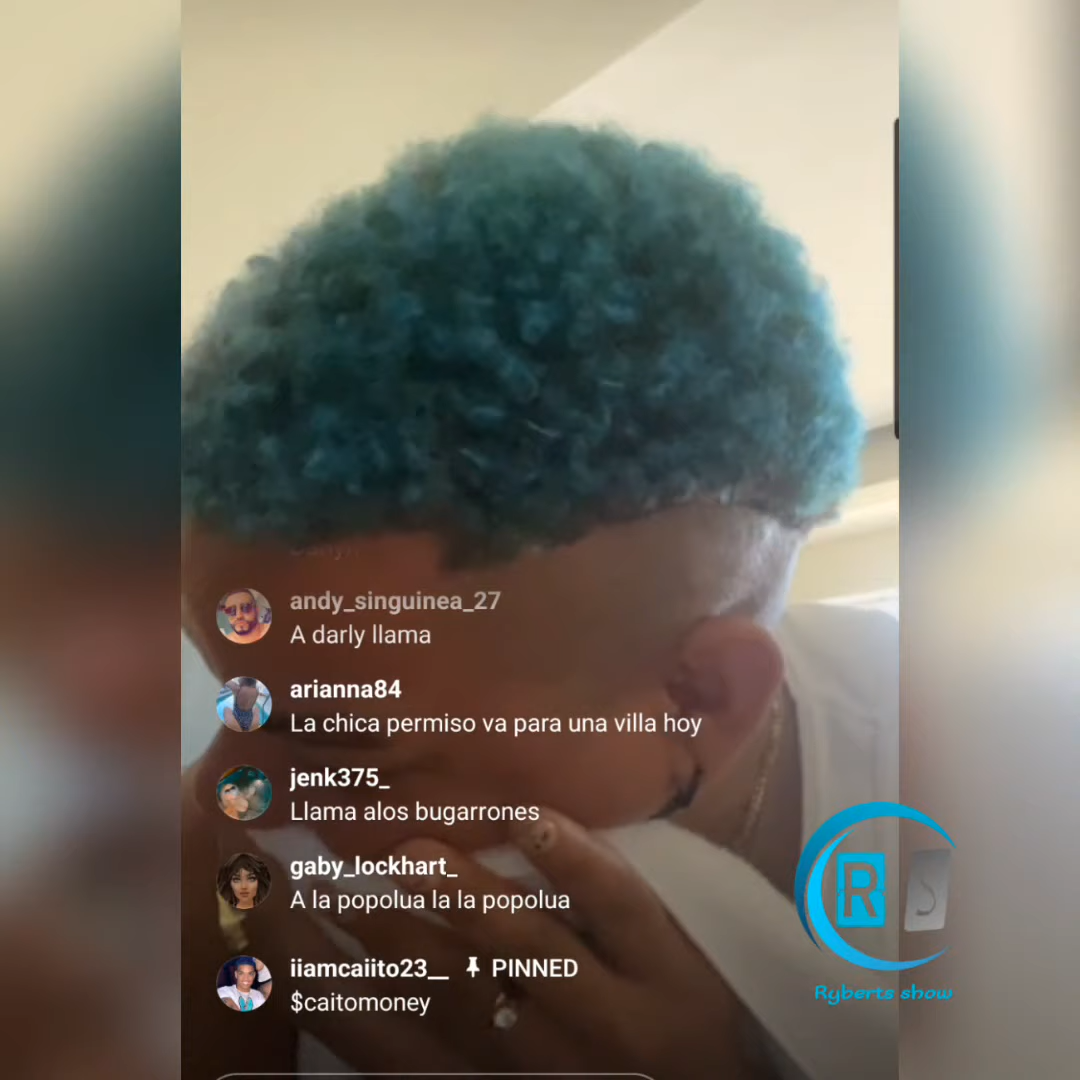 andy_singuinea_27
A darly llama
arianna84
La chica permiso va para una villa hoy
jenk375_
Llama alos bugarrones
gaby_lockhart_
A la popolua la la popolua
iiamcaiito23__ PINNED
$caitomoney
R S
Ryberts show